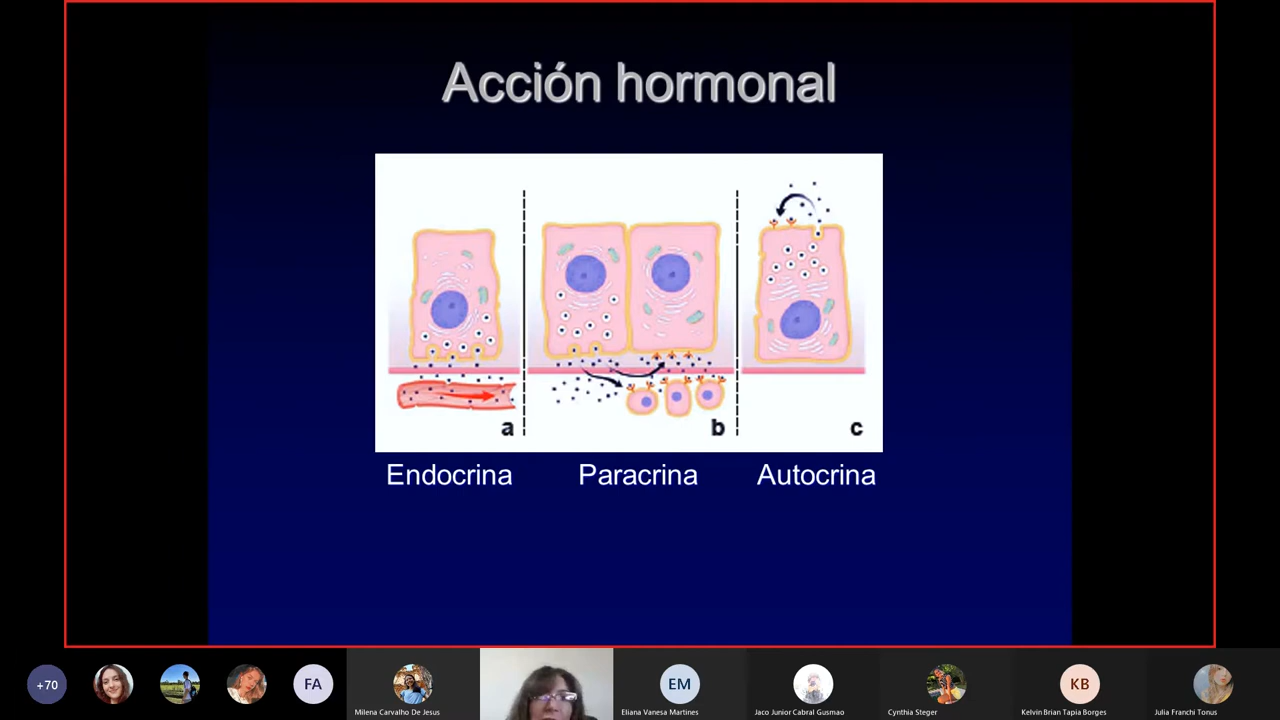 Acción hormonal
a
b
c
Endocrina
Paracrina
Autocrina
+70
FA
Milena Carvalho De Jesus
EM
Eliana Vanesa Martines
Jaco Junior Cabral Gusmao
Cynthia Steger
KB
Kelvin Brian Tapia Borges
Julia Franchi Tonus